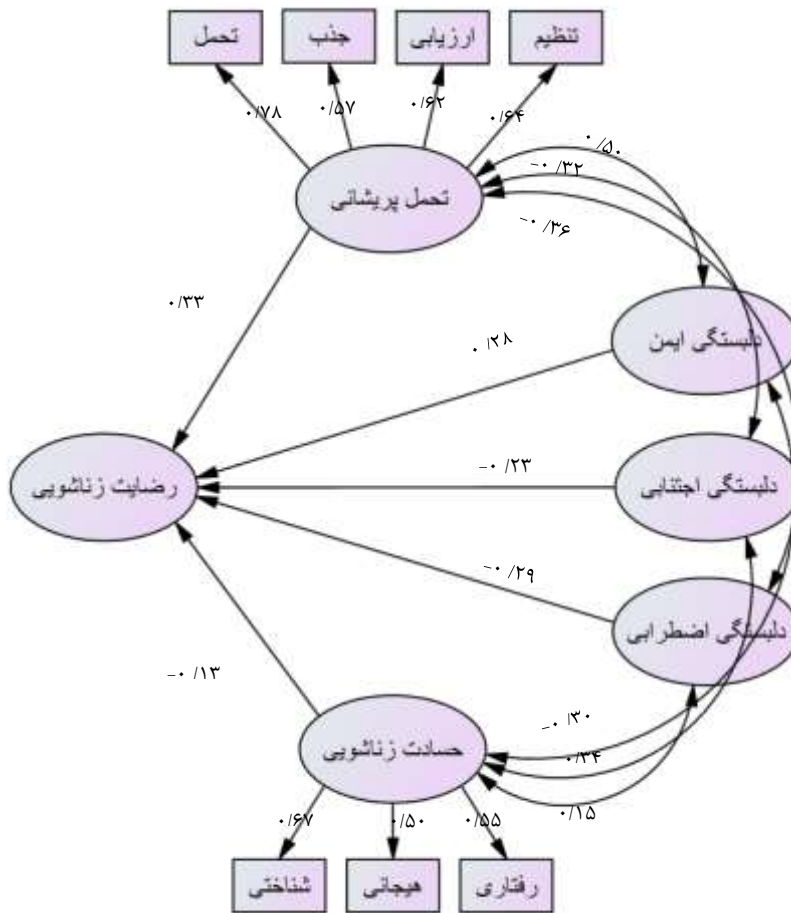 تنظیم
ارزیابی
جذب
تحمل
۰/۶۴
۰/۶۲
۰/۵۷
۰/۷۸
تحمل پریشانی
۰/۵۰
-۰/۳۲
-۰/۳۶
۰/۳۳
دلبستگی ایمن
۰/۲۸
دلبستگی اجتنابی
-۰/۲۳
رضایت زناشویی
دلبستگی اضطرابی
-۰/۲۹
-۰/۱۳
حسادت زناشویی
-۰/۳۰
۰/۳۴
۰/۱۵
۰/۵۵
۰/۵۰
۰/۶۷
رفتاری
هیجانی
شناختی